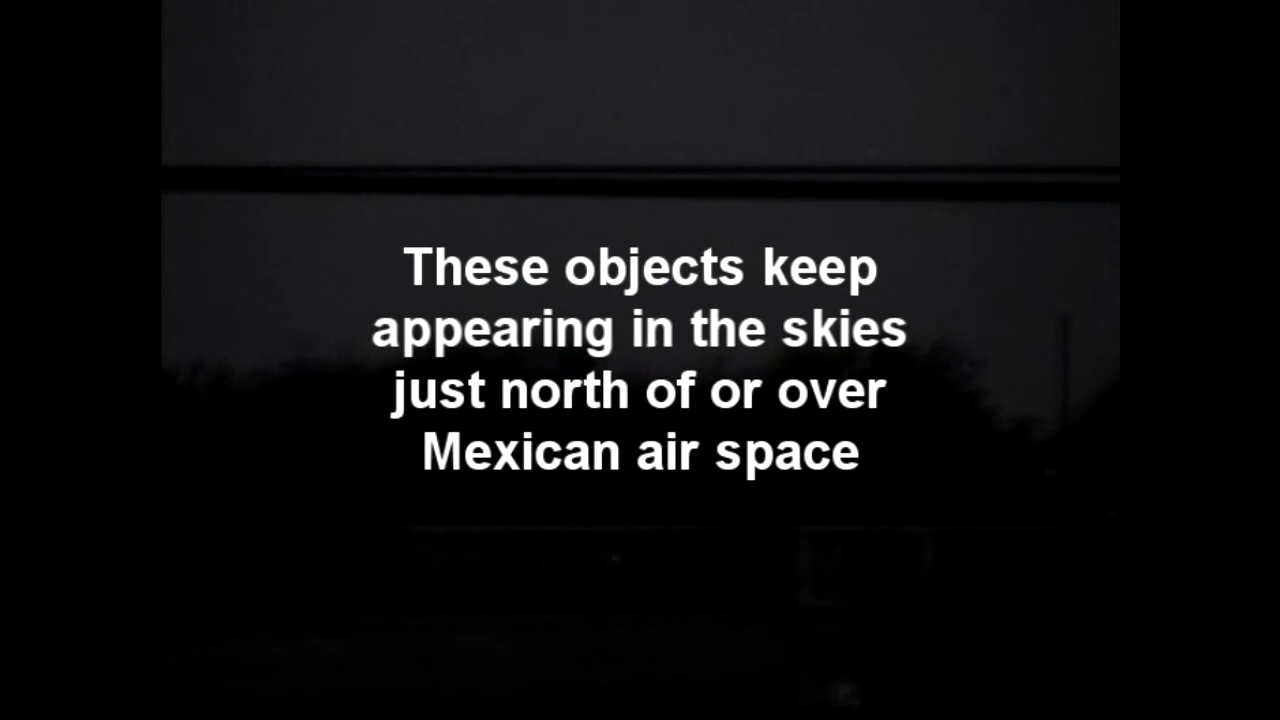 These objects keep
appearing in the skies
just north of or over
Mexican air space